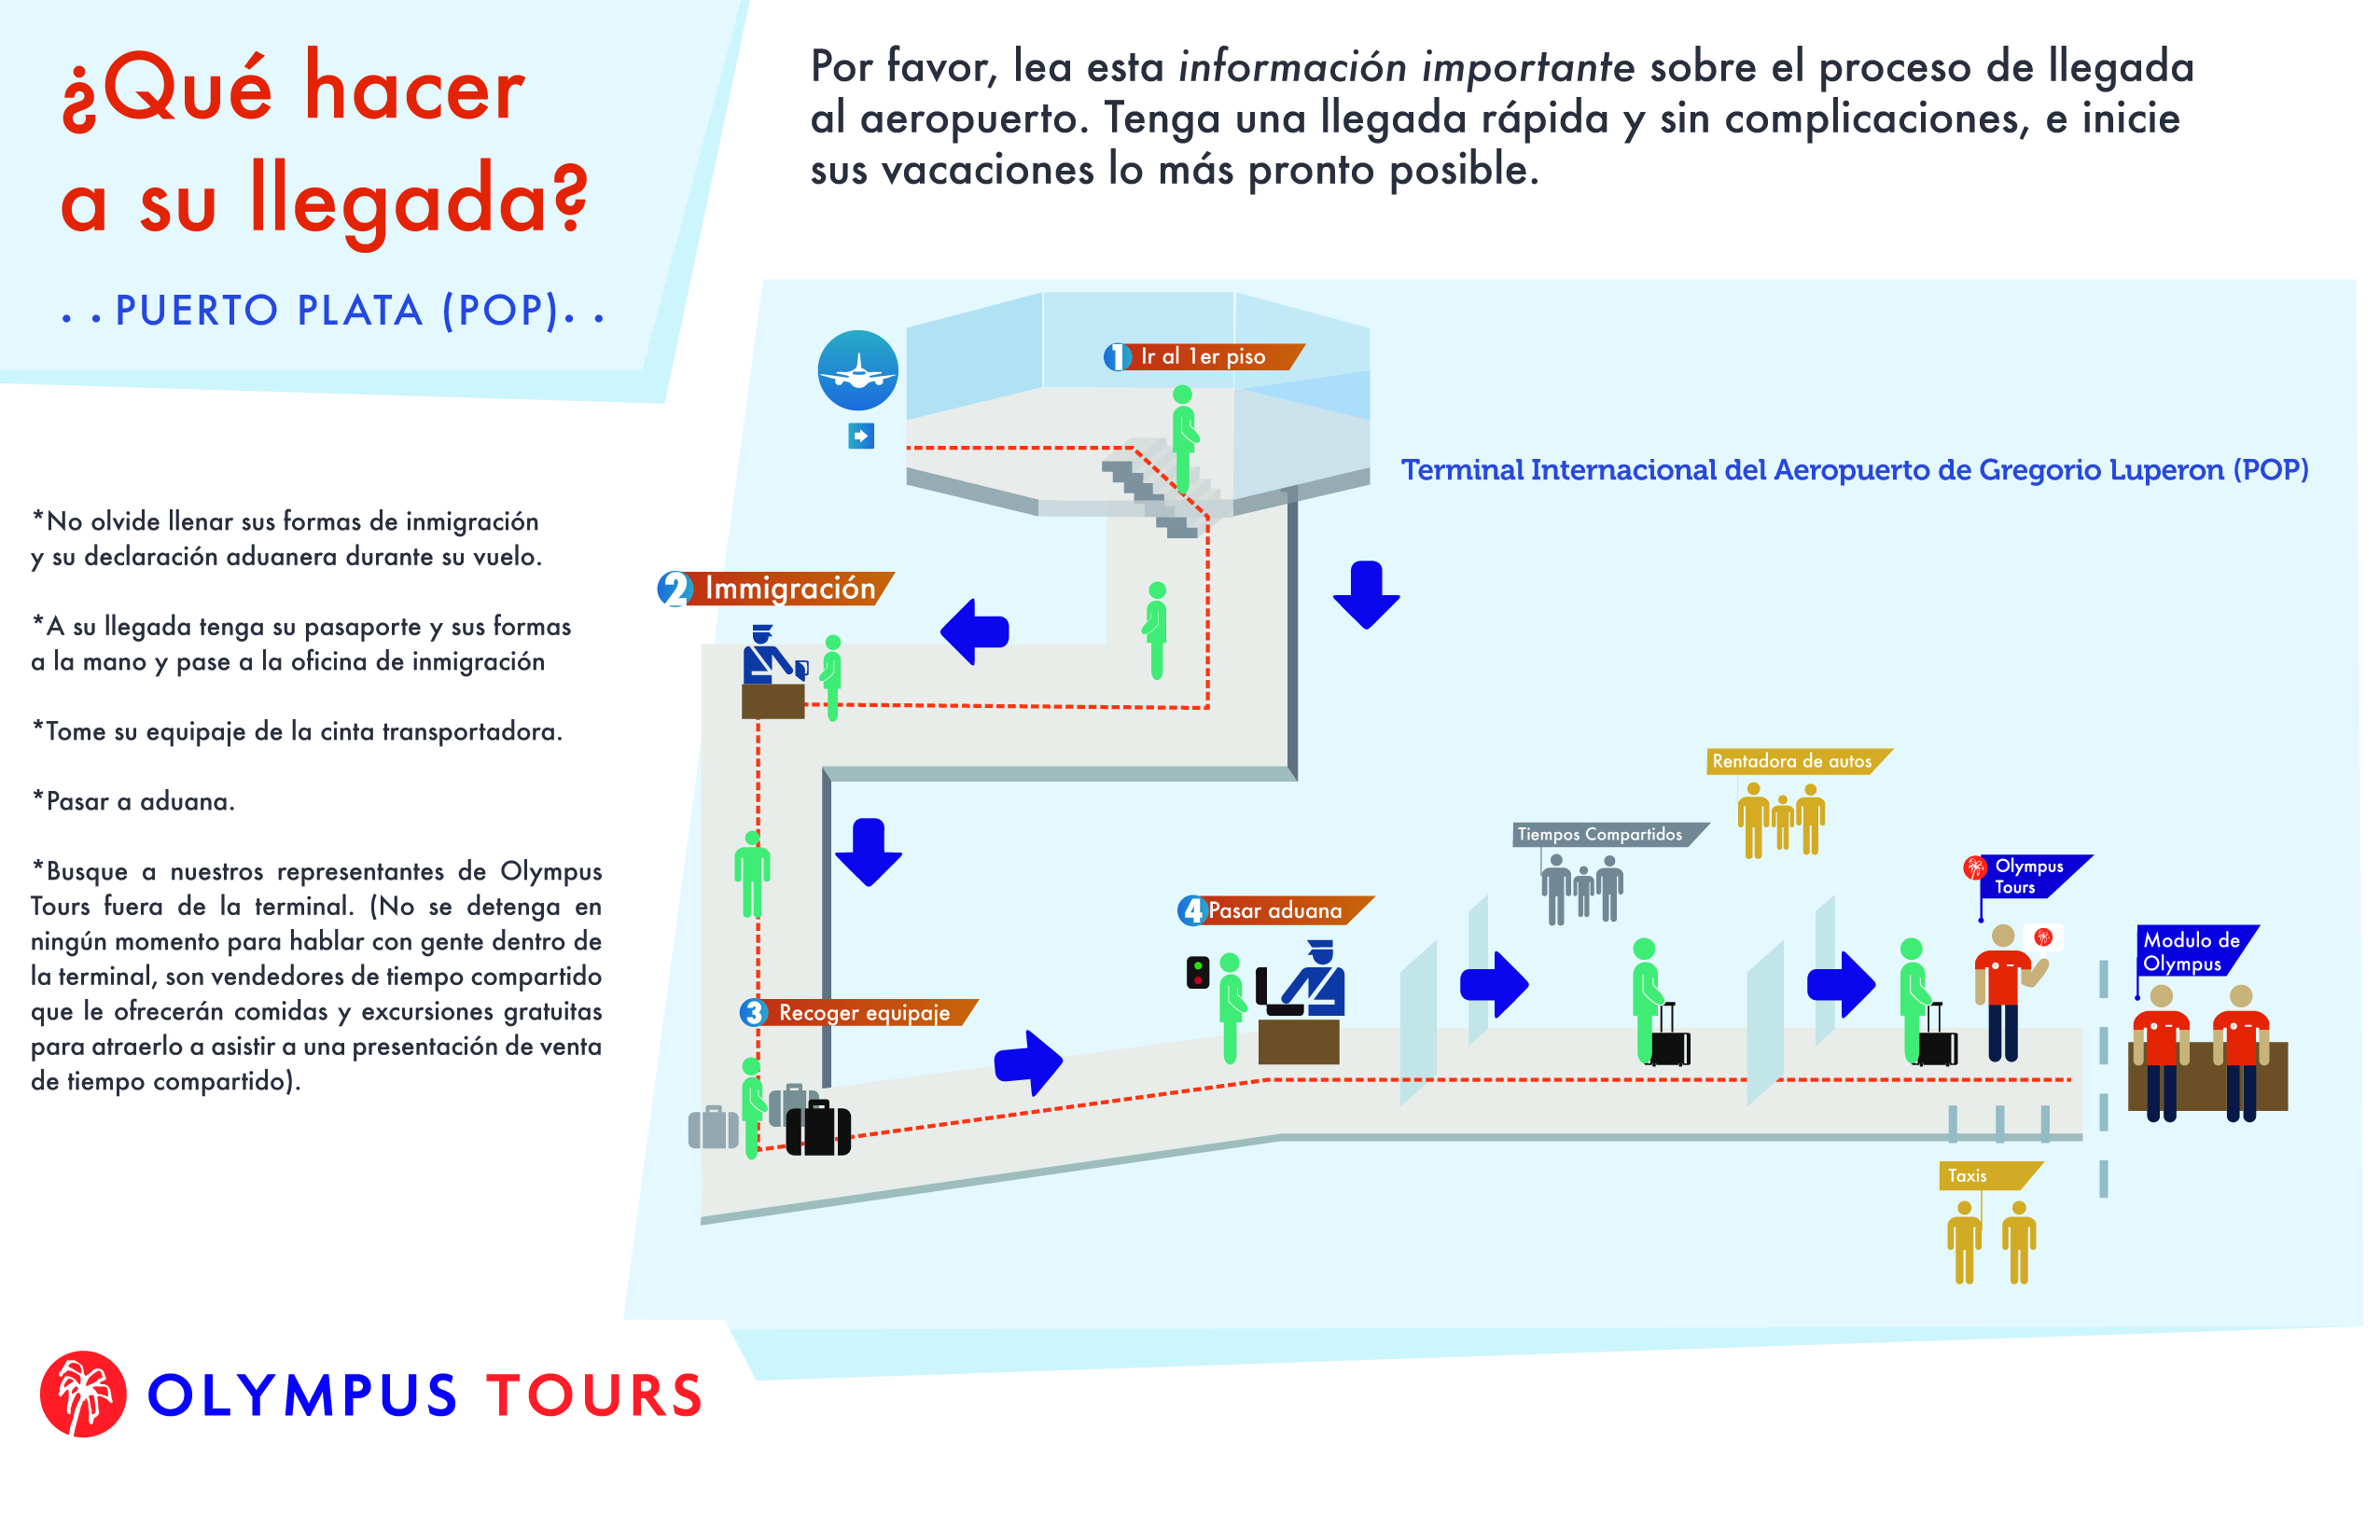 ¿Qué hacer
a su llegada?
. . PUERTO PLATA (POP). .
Por favor, lea esta información importante sobre el proceso de llegada
al aeropuerto. Tenga una llegada rápida y sin complicaciones, e inicie
sus vacaciones lo más pronto posible.
*No olvide llenar sus formas de inmigración
y su declaración aduanera durante su vuelo.
*A su llegada tenga su pasaporte y sus formas
a la mano y pase a la oficina de inmigración
*Tome su equipaje de la cinta transportadora.
*Pasar a aduana.
*Busque a nuestros representantes de Olympus
Tours fuera de la terminal. (No se detenga en
ningún momento para hablar con gente dentro de
la terminal, son vendedores de tiempo compartido
que le ofrecerán comidas y excursiones gratuitas
para atraerlo a asistir a una presentación de venta
de tiempo compartido).
1 Ir al 1er piso
Terminal Internacional del Aeropuerto de Gregorio Luperon (POP)
2 Immigración
3 Recoger equipaje
4 Pasar aduana
Tiempos Compartidos
Rentadora de autos
Olympus
Tours
Modulo de
Olympus
Taxis
OLYMPUS TOURS